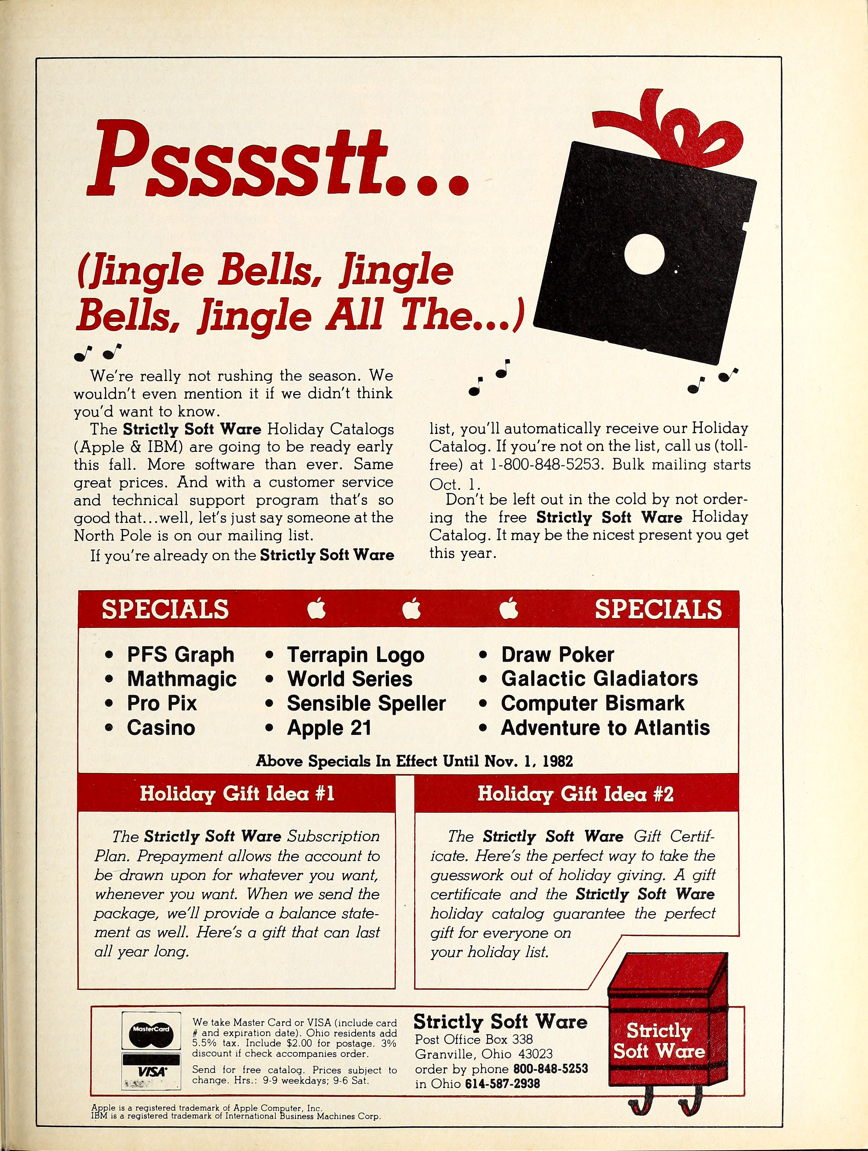 Psssstt...
(Jingle Bells, Jingle
Bells, Jingle All The...)
We're really not rushing the season. We
wouldn't even mention it if we didn't think
you'd want to know.
The Strictly Soft Ware Holiday Catalogs
(Apple & IBM) are going to be ready early
this fall. More software than ever. Same
great prices. And with a customer service
and technical support program that's so
good that...well, let's just say someone at the
North Pole is on our mailing list.
If you're already on the Strictly Soft Ware
list, you'll automatically receive our Holiday
Catalog. If you're not on the list, call us (toll-
free) at 1-800-848-5253. Bulk mailing starts
Oct. 1.
Don't be left out in the cold by not order-
ing the free Strictly Soft Ware Holiday
Catalog. It may be the nicest present you get
this year.
SPECIALS SPECIALS
• PFS Graph
• Mathmagic
• Pro Pix
• Casino
• Terrapin Logo
• World Series
• Sensible Speller
• Apple 21
• Draw Poker
• Galactic Gladiators
• Computer Bismark
• Adventure to Atlantis
Above Specials In Effect Until Nov. 1, 1982
Holiday Gift Idea #1
The Strictly Soft Ware Subscription
Plan. Prepayment allows the account to
be drawn upon for whatever you want,
whenever you want. When we send the
package, we'll provide a balance state-
ment as well. Here's a gift that can last
all year long.
Holiday Gift Idea #2
The Strictly Soft Ware Gift Certif-
icate. Here's the perfect way to take the
guesswork out of holiday giving. A gift
certificate and the Strictly Soft Ware
holiday catalog guarantee the perfect
gift for everyone on
your holiday list.
MasterCard
VISA
We take Master Card or VISA (include card
# and expiration date). Ohio residents add
5.5% tax. Include $2.00 for postage. 3%
discount if check accompanies order.
Send for free catalog. Prices subject to
change. Hrs.: 9-9 weekdays; 9-6 Sat.
Strictly Soft Ware
Post Office Box 338
Granville, Ohio 43023
order by phone 800-848-5253
in Ohio 614-587-2938
Strictly
Soft Ware
Apple is a registered trademark of Apple Computer, Inc.
IBM is a registered trademark of International Business Machines Corp.